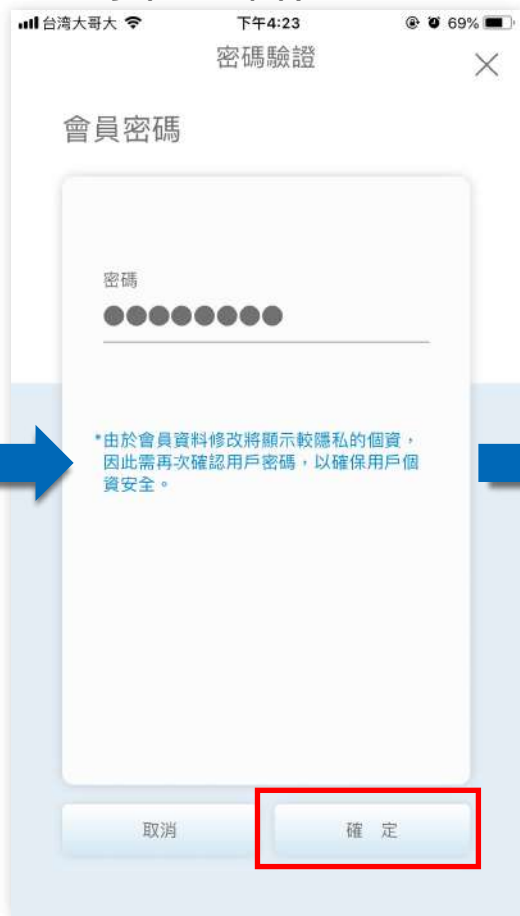 台湾大哥大 下午4:23 69%
密碼驗證
會員密碼
密碼
*由於會員資料修改將顯示較隱私的個資，
因此需再次確認用戶密碼，以確保用戶個
資安全。
取消 確 定